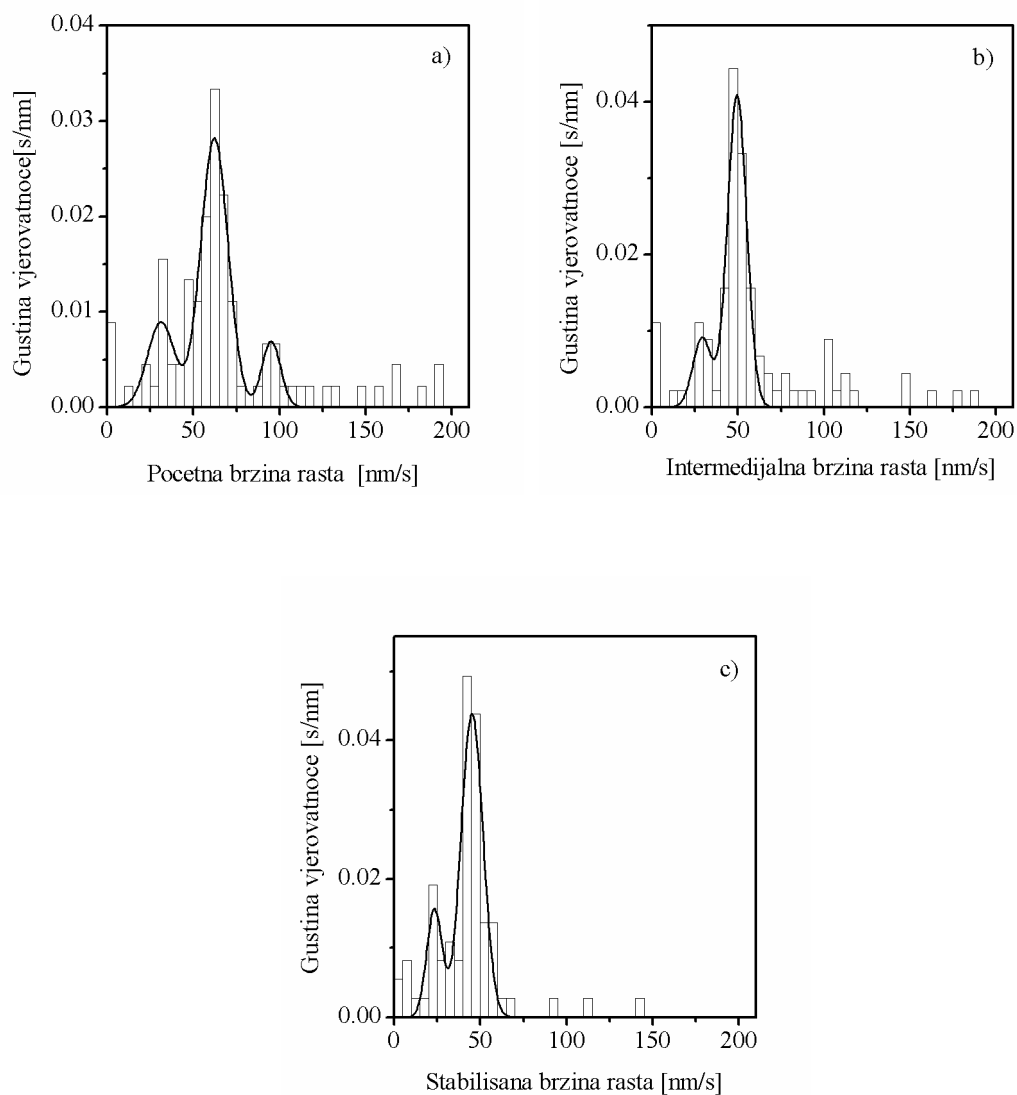 a)
Gustina vjerovatnoce[s/nm]
0.04
0.03
0.02
0.01
0.00
0 50 100 150 200
Pocetna brzina rasta [nm/s]
b)
Gustina vjerovatnoce [s/nm]
0.04
0.02
0.00
0 50 100 150 200
Intermedijalna brzina rasta [nm/s]
c)
Gustina vjerovatnoce [s/nm]
0.04
0.02
0.00
0 50 100 150 200
Stabilisana brzina rasta [nm/s]